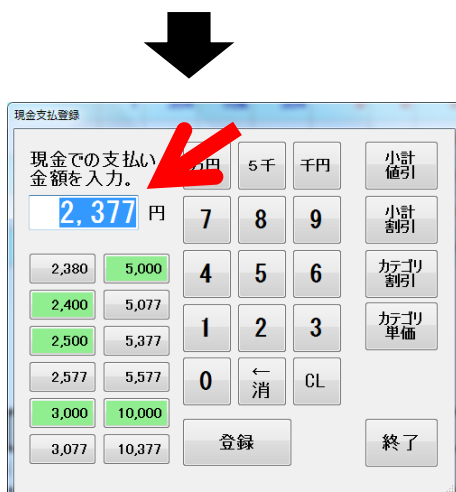 現金支払登録
現金での支払い
金額を入力。
2,377 円
2,380 5,000
2,400 5,077
2,500 5,377
2,577 5,577
3,000 10,000
3,077 10,377
万円 5千 千円
7 8 9
4 5 6
1 2 3
0 ←消 CL
登録
小計
値引
小計
割引
カテゴリ
割引
カテゴリ
単価
終了